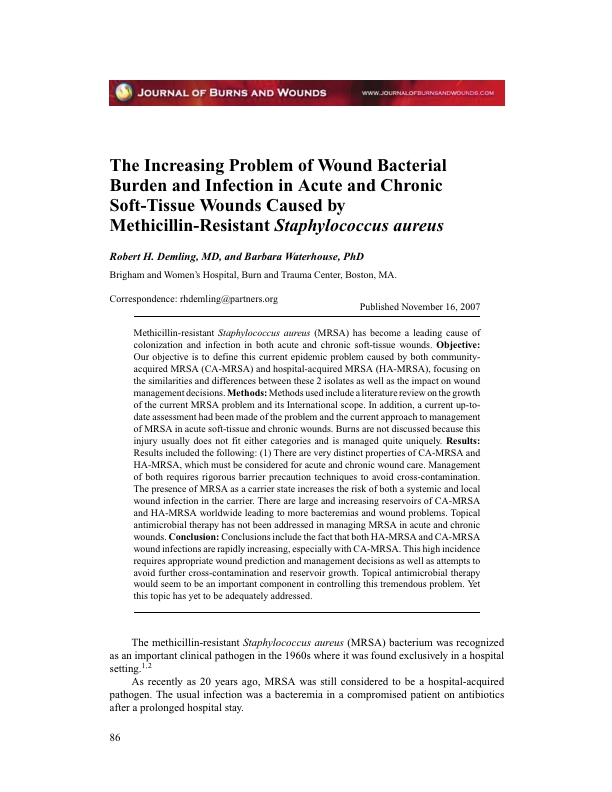 JOURNAL OF BURNS AND WOUNDS
WWW.JOURNALOFBURNSANDWOUNDS.COM
The Increasing Problem of Wound Bacterial
Burden and Infection in Acute and Chronic
Soft-Tissue Wounds Caused by
Methicillin-Resistant Staphylococcus aureus
Robert H. Demling, MD, and Barbara Waterhouse, PhD
Brigham and Women's Hospital, Burn and Trauma Center, Boston, MA.
Correspondence: rhdemling@partners.org
Published November 16, 2007
Methicillin-resistant Staphylococcus aureus (MRSA) has become a leading cause of
colonization and infection in both acute and chronic soft-tissue wounds. Objective:
Our objective is to define this current epidemic problem caused by both community-
acquired MRSA (CA-MRSA) and hospital-acquired MRSA (HA-MRSA), focusing on
the similarities and differences between these 2 isolates as well as the impact on wound
management decisions. Methods: Methods used include a literature review on the growth
of the current MRSA problem and its International scope. In addition, a current up-to-
date assessment had been made of the problem and the current approach to management
of MRSA in acute soft-tissue and chronic wounds. Burns are not discussed because this
injury usually does not fit either categories and is managed quite uniquely. Results:
Results included the following: (1) There are very distinct properties of CA-MRSA and
HA-MRSA, which must be considered for acute and chronic wound care. Management
of both requires rigorous barrier precaution techniques to avoid cross-contamination.
The presence of MRSA as a carrier state increases the risk of both a systemic and local
wound infection in the carrier. There are large and increasing reservoirs of CA-MRSA
and HA-MRSA worldwide leading to more bacteremias and wound problems. Topical
antimicrobial therapy has not been addressed in managing MRSA in acute and chronic
wounds. Conclusion: Conclusions include the fact that both HA-MRSA and CA-MRSA
wound infections are rapidly increasing, especially with CA-MRSA. This high incidence
requires appropriate wound prediction and management decisions as well as attempts to
avoid further cross-contamination and reservoir growth. Topical antimicrobial therapy
would seem to be an important component in controlling this tremendous problem. Yet
this topic has yet to be adequately addressed.
The methicillin-resistant Staphylococcus aureus (MRSA) bacterium was recognized
as an important clinical pathogen in the 1960s where it was found exclusively in a hospital
setting.1,2
As recently as 20 years ago, MRSA was still considered to be a hospital-acquired
pathogen. The usual infection was a bacteremia in a compromised patient on antibiotics
after a prolonged hospital stay.
86